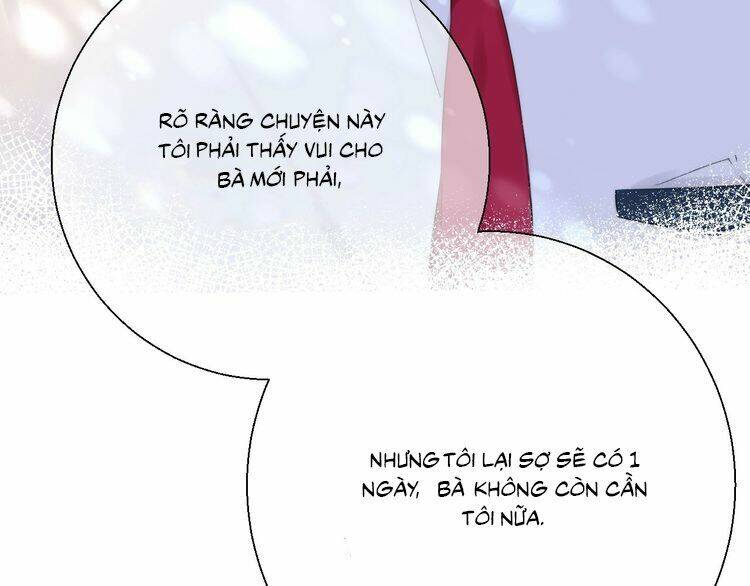 RÕ RÀNG CHUYỆN NÀY
TÔI PHẢI THẤY VUI CHO
BÀ MỚI PHẢI,
NHƯNG TÔI LẠI SỢ SẼ CÓ 1
NGÀY, BÀ KHÔNG CÒN CẦN
TÔI NỮA.